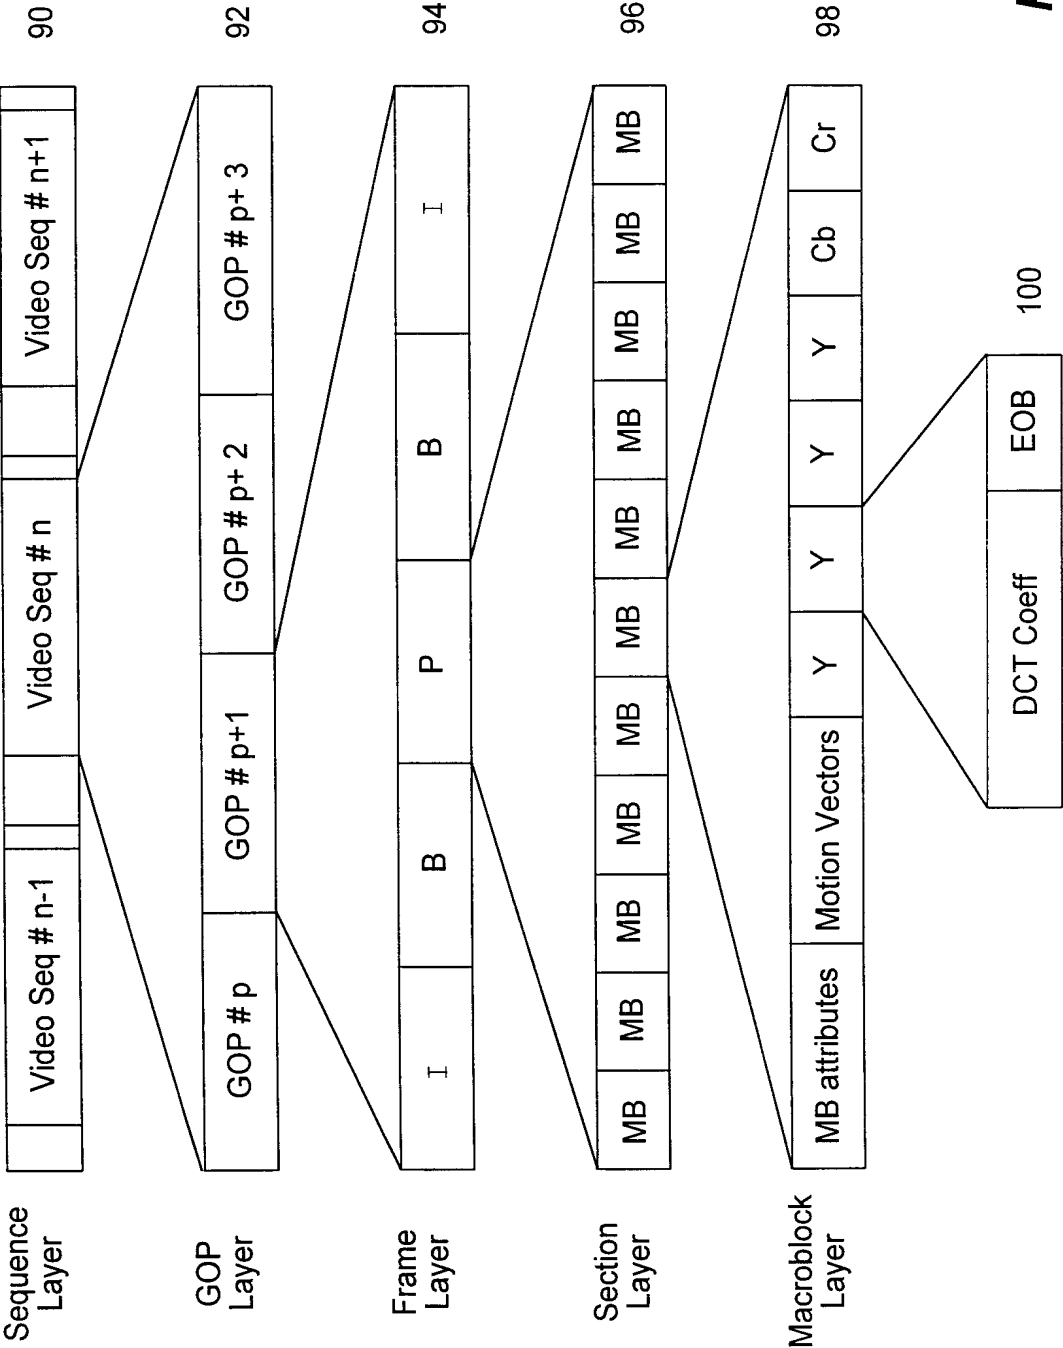 Sequence
Layer
Video Seq # n-1
Video Seq # n
Video Seq # n+1
90
GOP
Layer
GOP # p
GOP # p+1
GOP # p+ 2
GOP # p+ 3
92
Frame
Layer
I
B
P
B
I
94
Section
Layer
MB
MB
MB
MB
MB
MB
MB
MB
MB
MB
MB
96
Macroblock
Layer
MB attributes
Motion Vectors
Y
Y
Y
Y
Cb
Cr
98
DCT Coeff
EOB
100